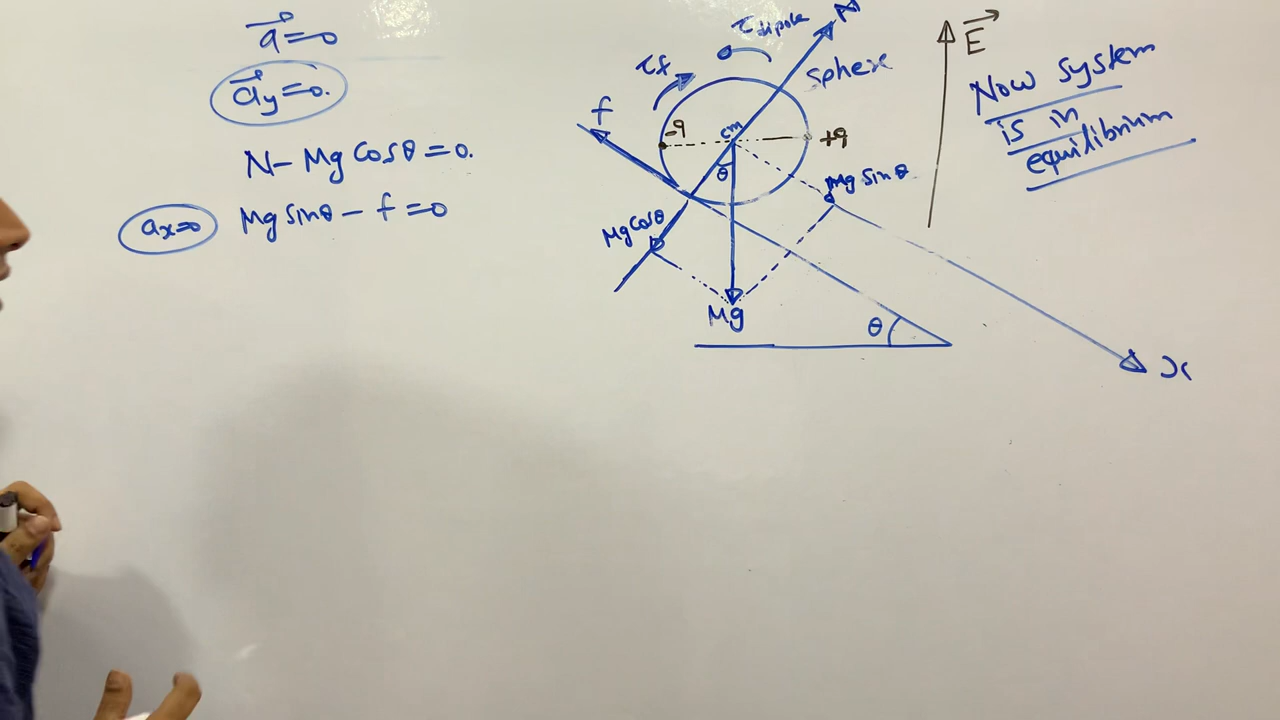 a⃗ = 0
a⃗y = 0.
N - Mg Cosθ = 0.
ax=0 Mg sinθ - f = 0
τdipole
N
τf
sphere
f
-q
cm
+q
θ
Mg sinθ
Mg cosθ
Mg
θ
x
E⃗
Now system
is in
equilibrium